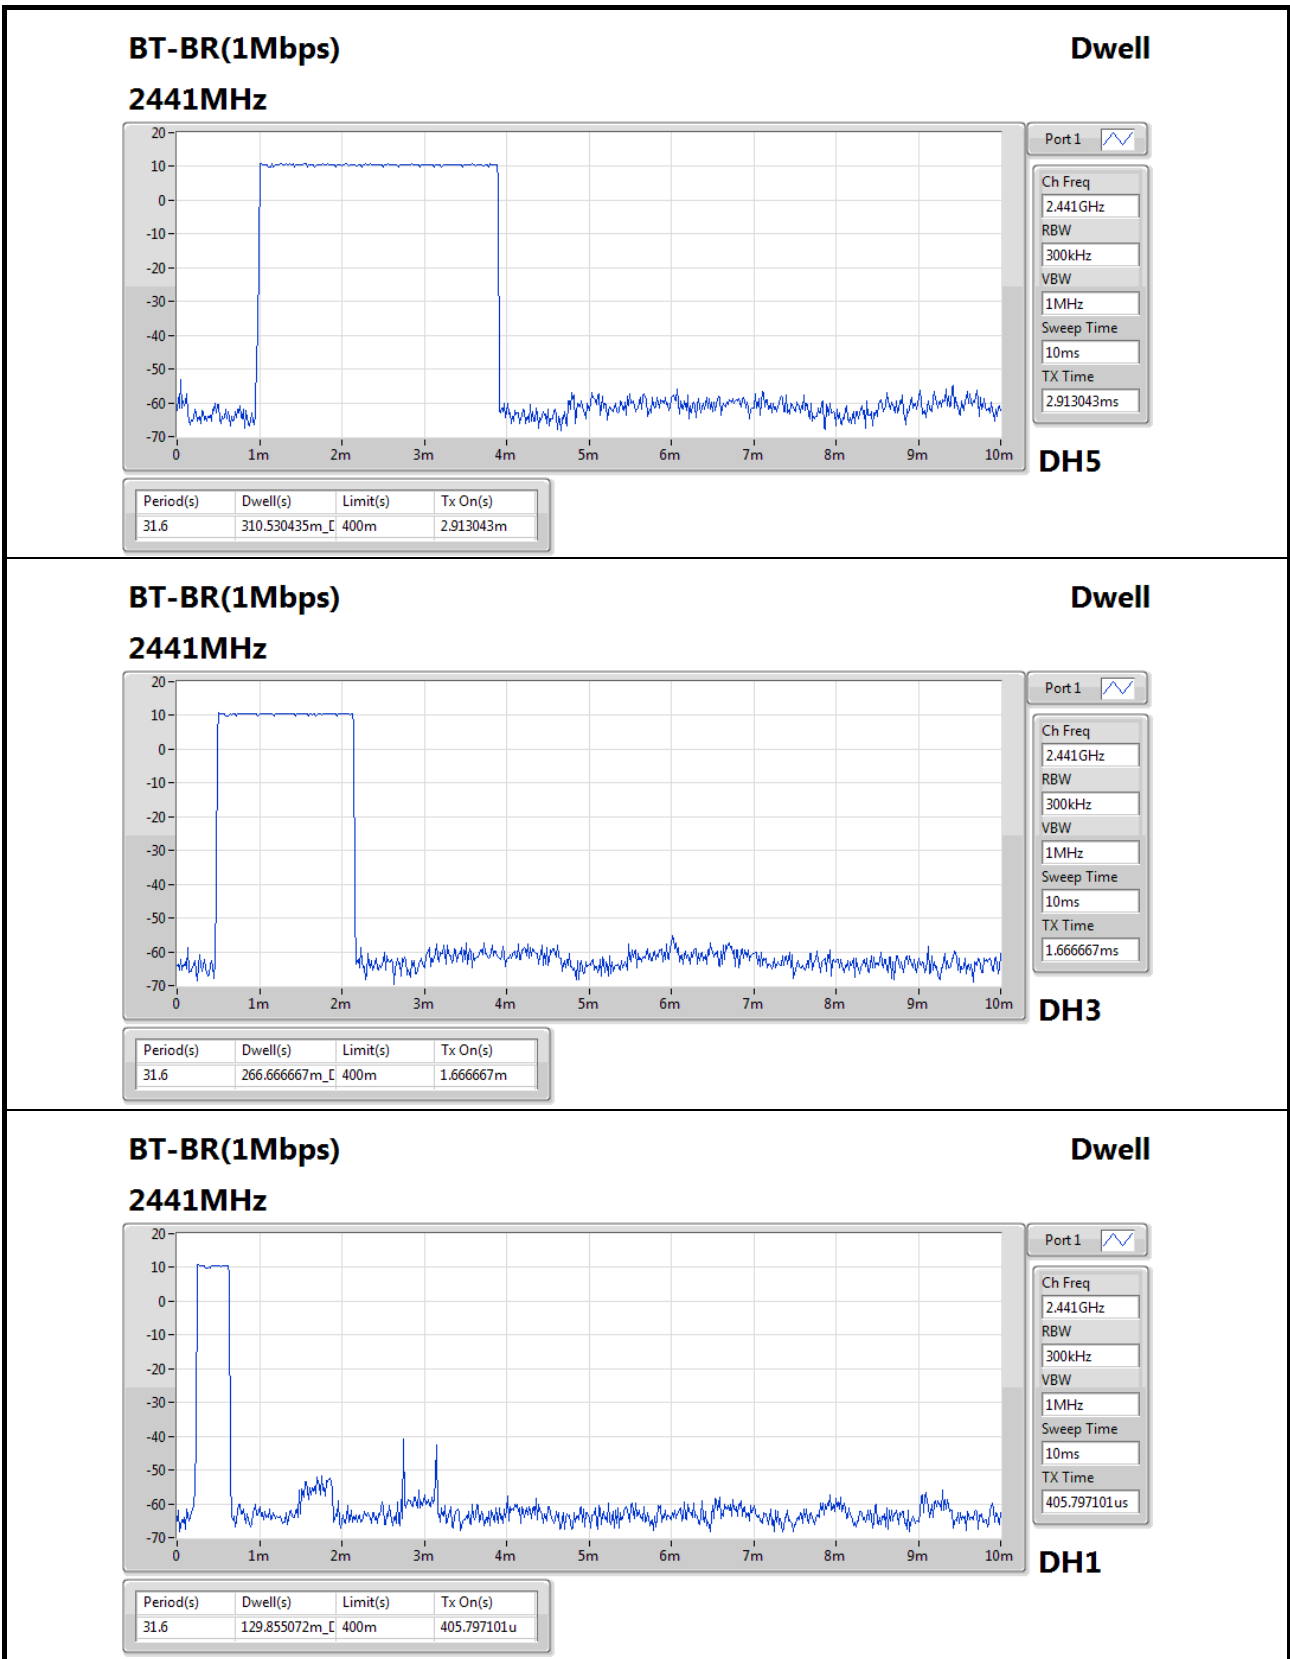 BT-BR(1Mbps) Dwell
2441MHz
20
10
0
-10
-20
-30
-40
-50
-60
-70
0 1m 2m 3m 4m 5m 6m 7m 8m 9m 10m
Port 1
Ch Freq
2.441GHz
RBW
300kHz
VBW
1MHz
Sweep Time
10ms
TX Time
2.913043ms
DH5
Period(s) Dwell(s) Limit(s) Tx On(s)
31.6 310.530435m_D 400m 2.913043m
BT-BR(1Mbps) Dwell
2441MHz
20
10
0
-10
-20
-30
-40
-50
-60
-70
0 1m 2m 3m 4m 5m 6m 7m 8m 9m 10m
Port 1
Ch Freq
2.441GHz
RBW
300kHz
VBW
1MHz
Sweep Time
10ms
TX Time
1.666667ms
DH3
Period(s) Dwell(s) Limit(s) Tx On(s)
31.6 266.666667m_D 400m 1.666667m
BT-BR(1Mbps) Dwell
2441MHz
20
10
0
-10
-20
-30
-40
-50
-60
-70
0 1m 2m 3m 4m 5m 6m 7m 8m 9m 10m
Port 1
Ch Freq
2.441GHz
RBW
300kHz
VBW
1MHz
Sweep Time
10ms
TX Time
405.797101us
DH1
Period(s) Dwell(s) Limit(s) Tx On(s)
31.6 129.855072m_D 400m 405.797101u